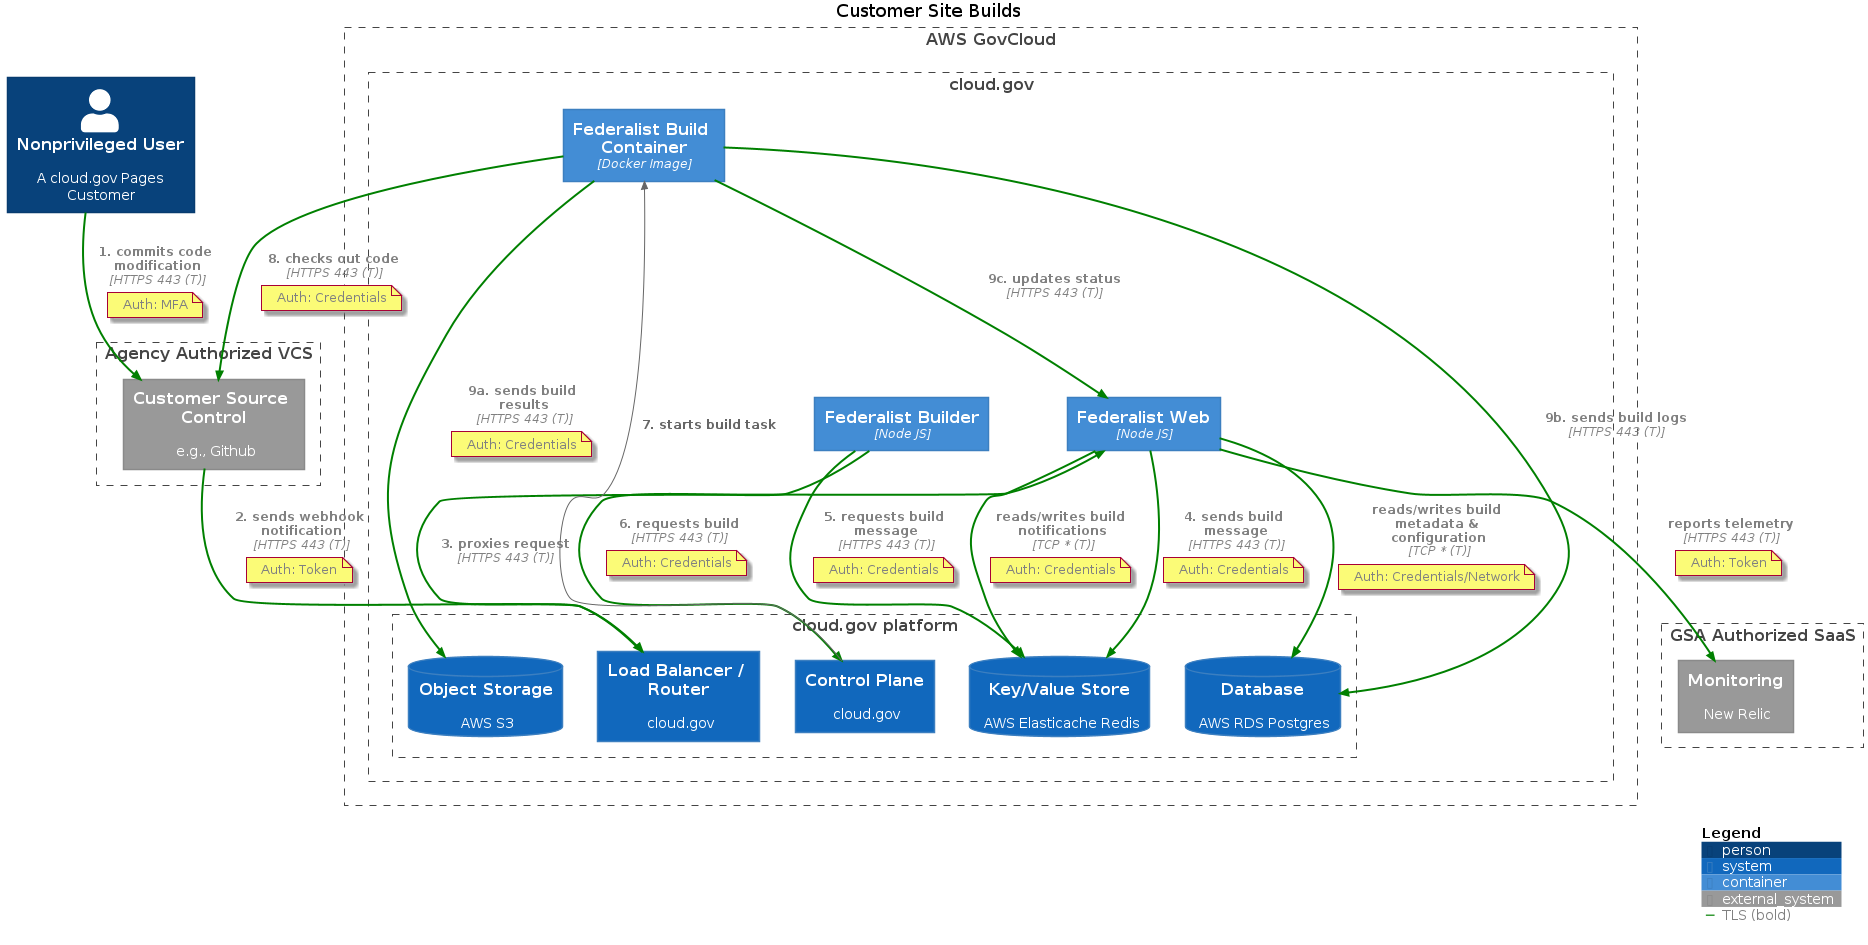 Customer Site Builds
AWS GovCloud
cloud.gov
Nonprivileged User
A cloud.gov Pages
Customer
Federalist Build
Container
[Docker Image]
1. commits code
modification
[HTTPS 443 (T)]
Auth: MFA
8. checks out code
[HTTPS 443 (T)]
Auth: Credentials
9c. updates status
[HTTPS 443 (T)]
Agency Authorized VCS
Customer Source
Control
e.g., Github
9a. sends build
results
[HTTPS 443 (T)]
Auth: Credentials
7. starts build task
Federalist Builder
[Node JS]
Federalist Web
[Node JS]
9b. sends build logs
[HTTPS 443 (T)]
2. sends webhook
notification
[HTTPS 443 (T)]
Auth: Token
3. proxies request
[HTTPS 443 (T)]
6. requests build
[HTTPS 443 (T)]
Auth: Credentials
5. requests build
message
[HTTPS 443 (T)]
Auth: Credentials
reads/writes build
notifications
[TCP * (T)]
Auth: Credentials
4. sends build
message
[HTTPS 443 (T)]
Auth: Credentials
reads/writes build
metadata &
configuration
[TCP * (T)]
Auth: Credentials/Network
reports telemetry
[HTTPS 443 (T)]
Auth: Token
cloud.gov platform
Object Storage
AWS S3
Load Balancer /
Router
cloud.gov
Control Plane
cloud.gov
Key/Value Store
AWS Elasticache Redis
Database
AWS RDS Postgres
GSA Authorized SaaS
Monitoring
New Relic
Legend
person
system
container
external_system
TLS (bold)